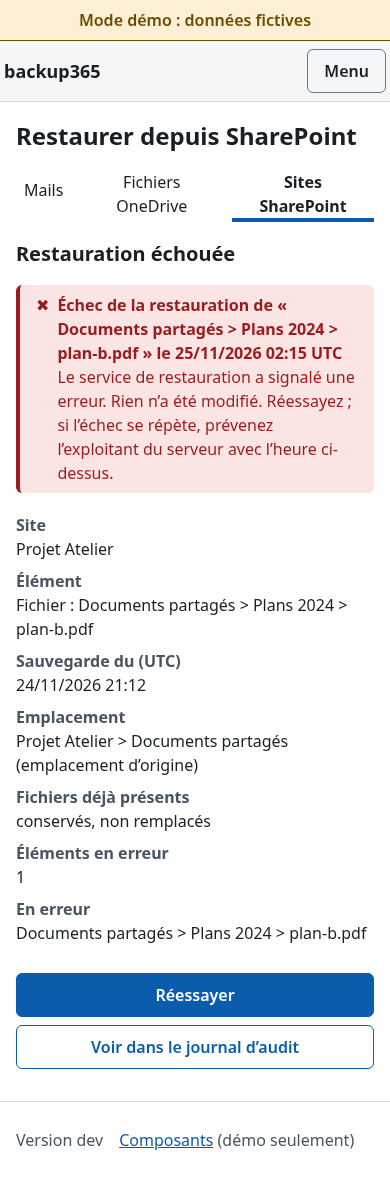 Mode démo : données fictives
backup365
Menu
Restaurer depuis SharePoint
Mails
Fichiers
OneDrive
Sites
SharePoint
Restauration échouée
✖ Échec de la restauration de «
Documents partagés > Plans 2024 >
plan-b.pdf » le 25/11/2026 02:15 UTC
Le service de restauration a signalé une
erreur. Rien n’a été modifié. Réessayez ;
si l’échec se répète, prévenez
l’exploitant du serveur avec l’heure ci-
dessus.
Site
Projet Atelier
Élément
Fichier : Documents partagés > Plans 2024 >
plan-b.pdf
Sauvegarde du (UTC)
24/11/2026 21:12
Emplacement
Projet Atelier > Documents partagés
(emplacement d’origine)
Fichiers déjà présents
conservés, non remplacés
Éléments en erreur
1
En erreur
Documents partagés > Plans 2024 > plan-b.pdf
Réessayer
Voir dans le journal d’audit
Version dev Composants (démo seulement)